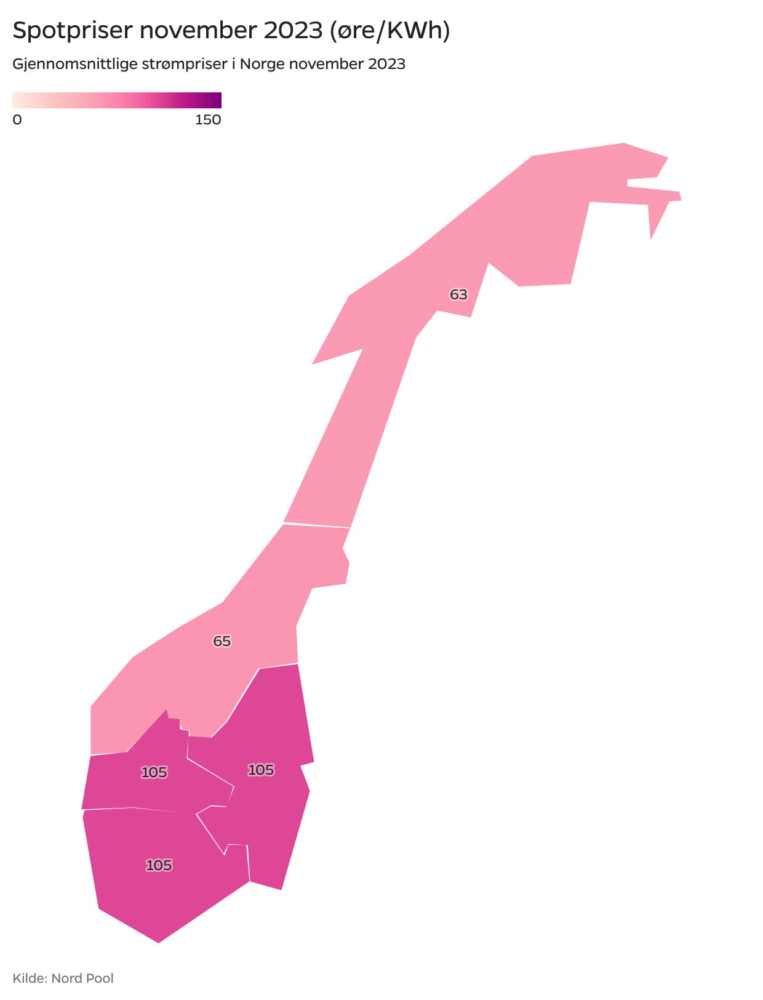 Spotpriser november 2023 (øre/KWh)
Gjennomsnittlige strømpriser i Norge november 2023
0 150
63
65
105 105
105
Kilde: Nord Pool